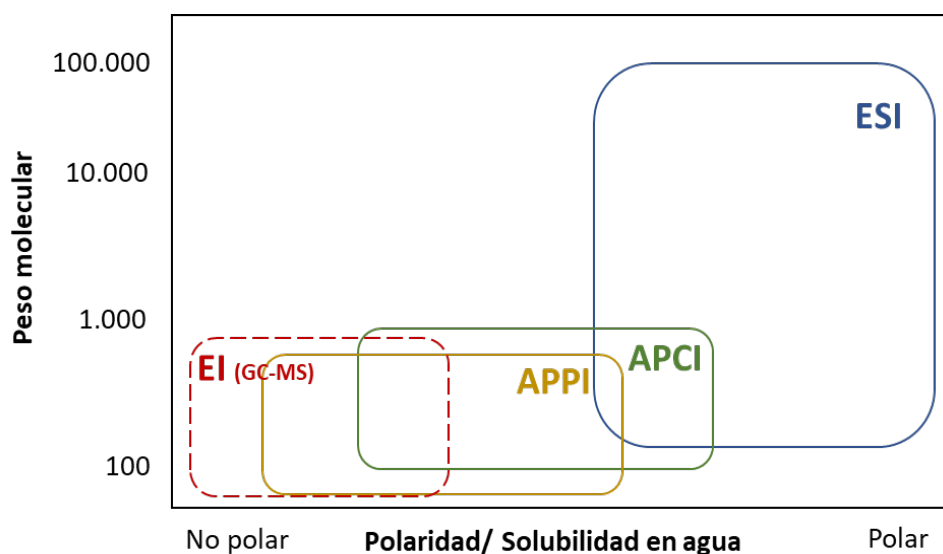 100.000
10.000
1.000
100
Peso molecular
ESI
EI (GC-MS)
APPI
APCI
No polar
Polaridad/ Solubilidad en agua
Polar